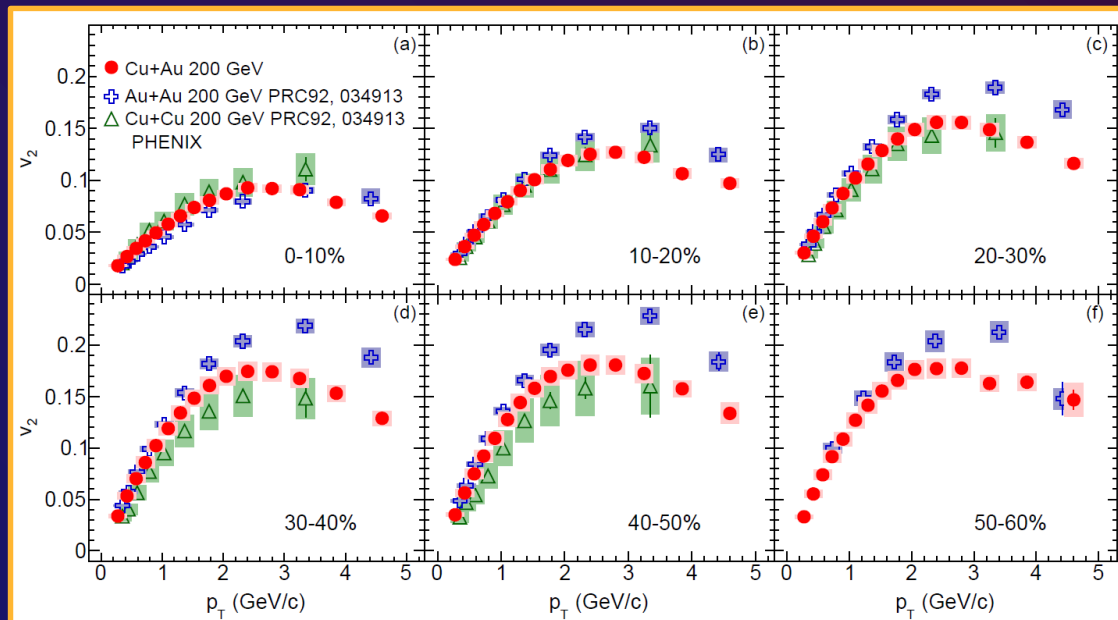 (a)
(b)
(c)
Cu+Au 200 GeV
Au+Au 200 GeV PRC92, 034913
Cu+Cu 200 GeV PRC92, 034913
PHENIX
0.2
0.15
0.1
0.05
0
v2
0-10%
10-20%
20-30%
(d)
(e)
(f)
0.2
0.15
0.1
0.05
0
v2
30-40%
40-50%
50-60%
0 1 2 3 4 5
0 1 2 3 4 5
0 1 2 3 4 5
pT (GeV/c)
pT (GeV/c)
pT (GeV/c)